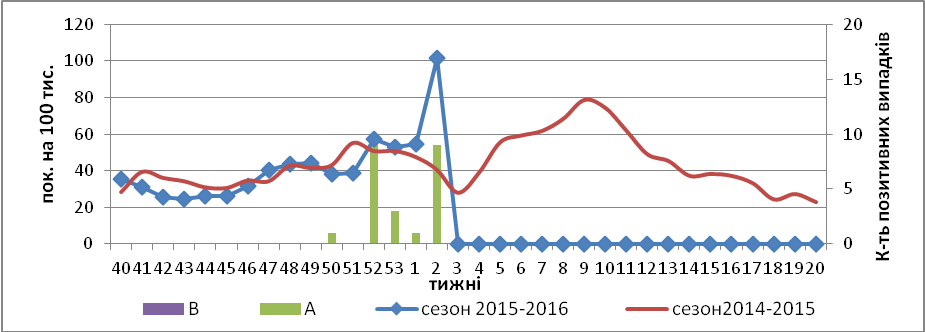 120
100
80
60
40
20
0
пок. на 100 тис.
20
15
10
5
0
К-ть позитивних випадків
40 41 42 43 44 45 46 47 48 49 50 51 52 53 1 2 3 4 5 6 7 8 9 10 11 12 13 14 15 16 17 18 19 20
тижні
В А сезон 2015-2016 сезон2014-2015